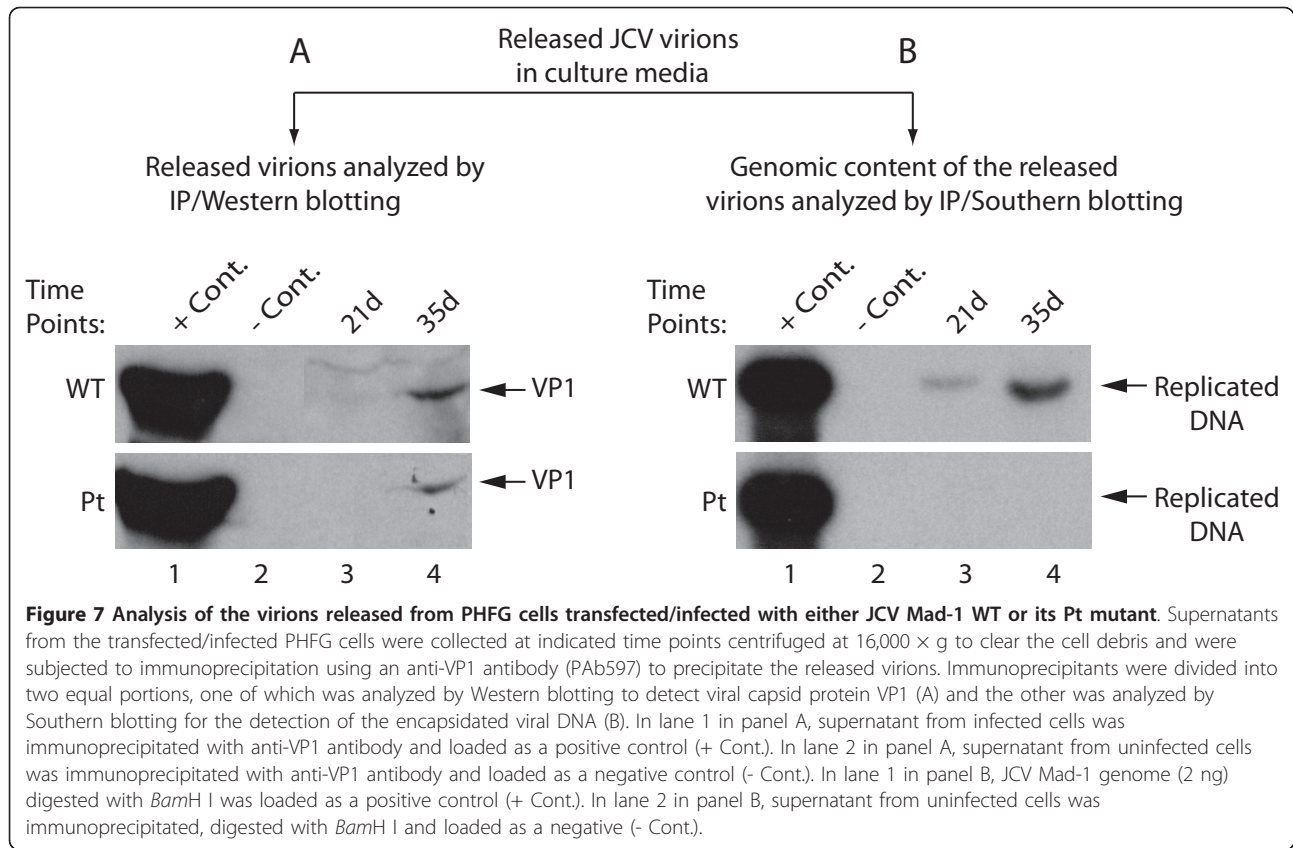 A
Released JCV virions
in culture media
B
Released virions analyzed by
IP/Western blotting
Genomic content of the released
virions analyzed by IP/Southern blotting
Time
Points:
+ Cont.
- Cont.
21d
35d
WT
VP1
Pt
VP1
1 2 3 4
Time
Points:
+ Cont.
- Cont.
21d
35d
WT
Replicated
DNA
Pt
Replicated
DNA
1 2 3 4
Figure 7 Analysis of the virions released from PHFG cells transfected/infected with either JCV Mad-1 WT or its Pt mutant. Supernatants
from the transfected/infected PHFG cells were collected at indicated time points centrifuged at 16,000 × g to clear the cell debris and were
subjected to immunoprecipitation using an anti-VP1 antibody (PAb597) to precipitate the released virions. Immunoprecipitants were divided into
two equal portions, one of which was analyzed by Western blotting to detect viral capsid protein VP1 (A) and the other was analyzed by
Southern blotting for the detection of the encapsidated viral DNA (B). In lane 1 in panel A, supernatant from infected cells was
immunoprecipitated with anti-VP1 antibody and loaded as a positive control (+ Cont.). In lane 2 in panel A, supernatant from uninfected cells
was immunoprecipitated with anti-VP1 antibody and loaded as a negative control (- Cont.). In lane 1 in panel B, JCV Mad-1 genome (2 ng)
digested with BamH I was loaded as a positive control (+ Cont.). In lane 2 in panel B, supernatant from uninfected cells was
immunoprecipitated, digested with BamH I and loaded as a negative (- Cont.).